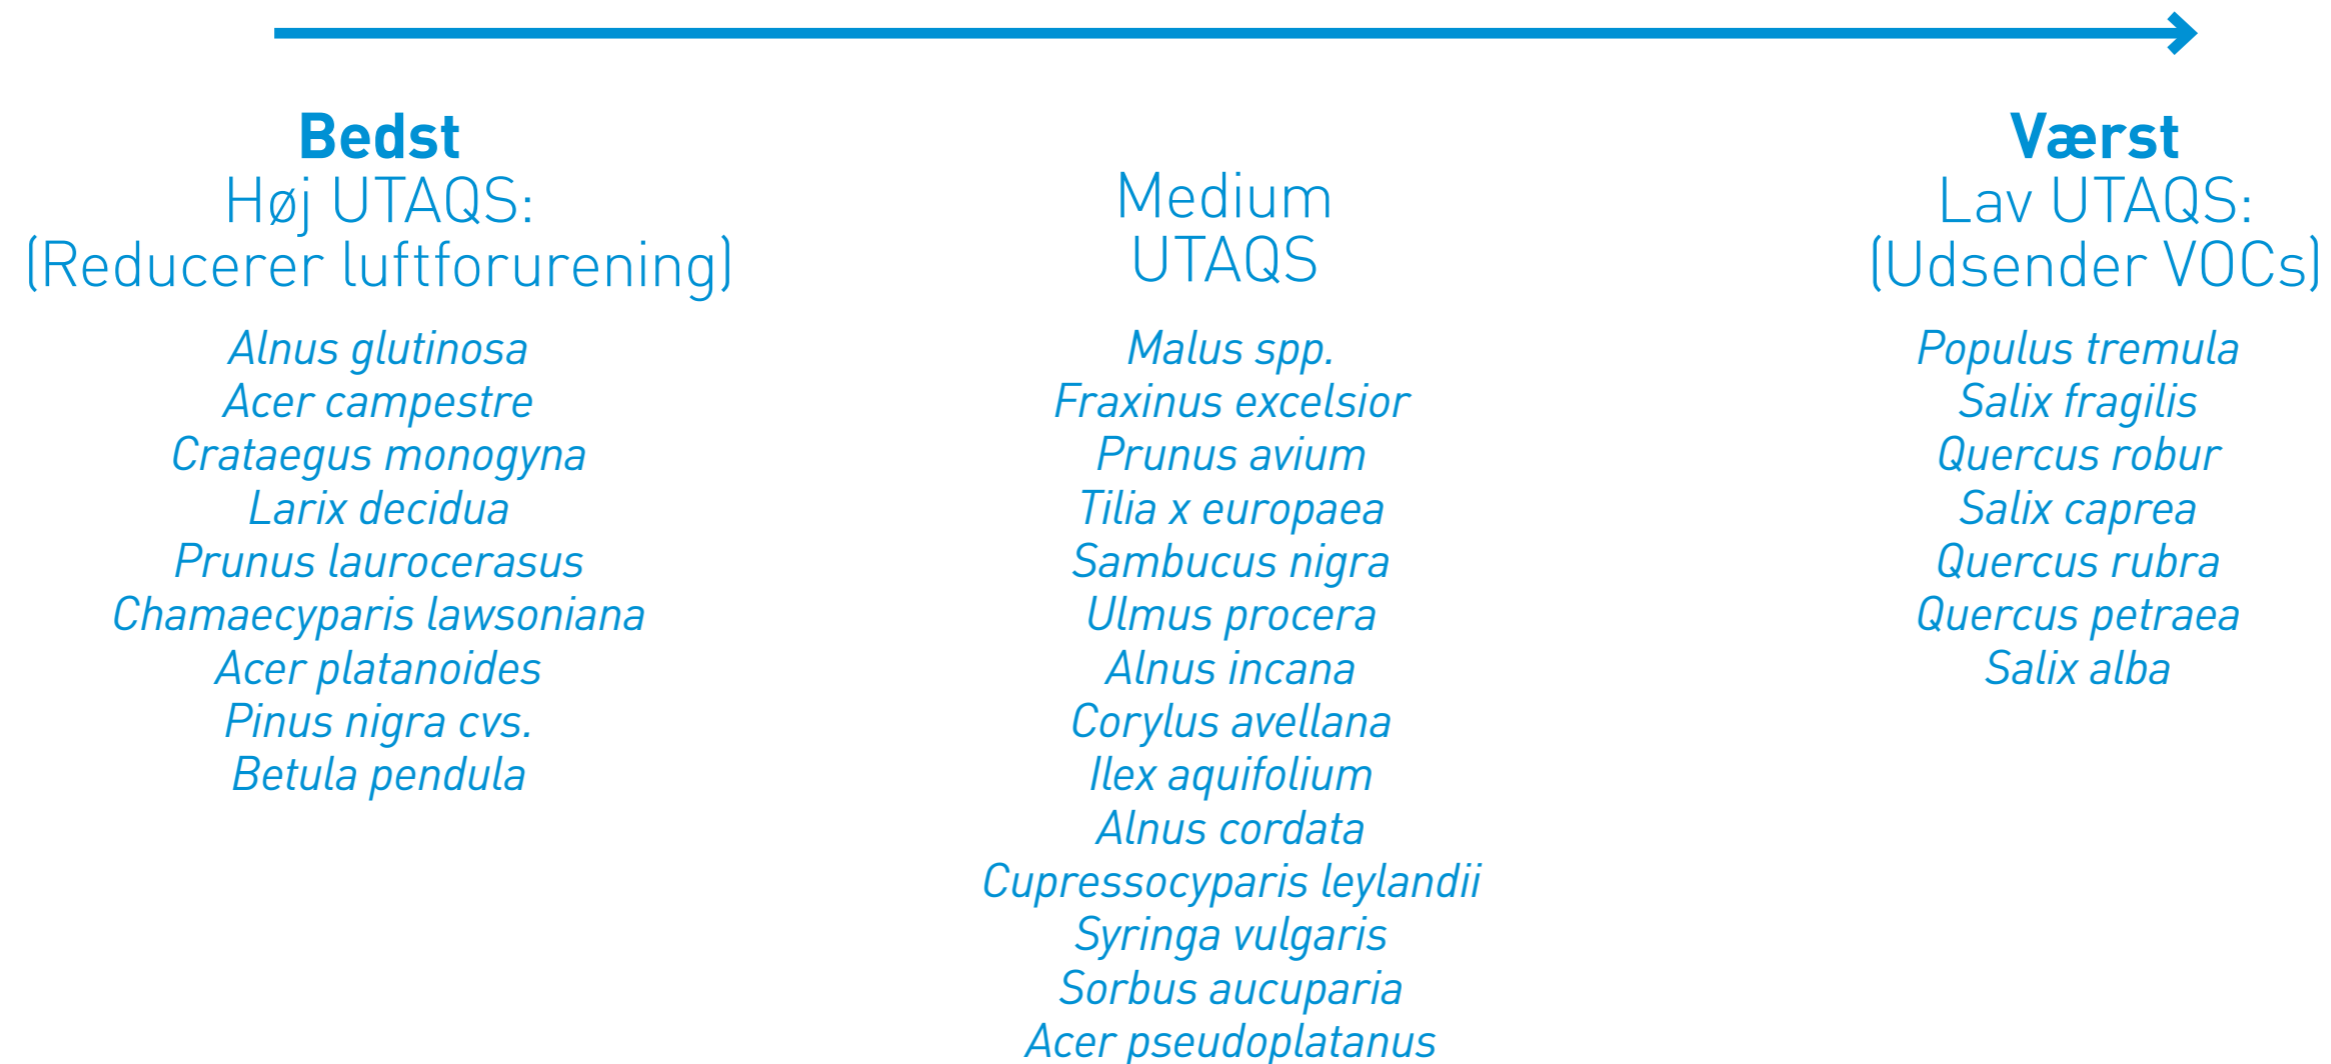 Bedst
Høj UTAQS:
(Reducerer luftforurening)
Alnus glutinosa
Acer campestre
Crataegus monogyna
Larix decidua
Prunus laurocerasus
Chamaecyparis lawsoniana
Acer platanoides
Pinus nigra cvs.
Betula pendula
Medium
UTAQS
Malus spp.
Fraxinus excelsior
Prunus avium
Tilia x europaea
Sambucus nigra
Ulmus procera
Alnus incana
Corylus avellana
Ilex aquifolium
Alnus cordata
Cupressocyparis leylandii
Syringa vulgaris
Sorbus aucuparia
Acer pseudoplatanus
Værst
Lav UTAQS:
(Udsender VOCs)
Populus tremula
Salix fragilis
Quercus robur
Salix caprea
Quercus rubra
Quercus petraea
Salix alba